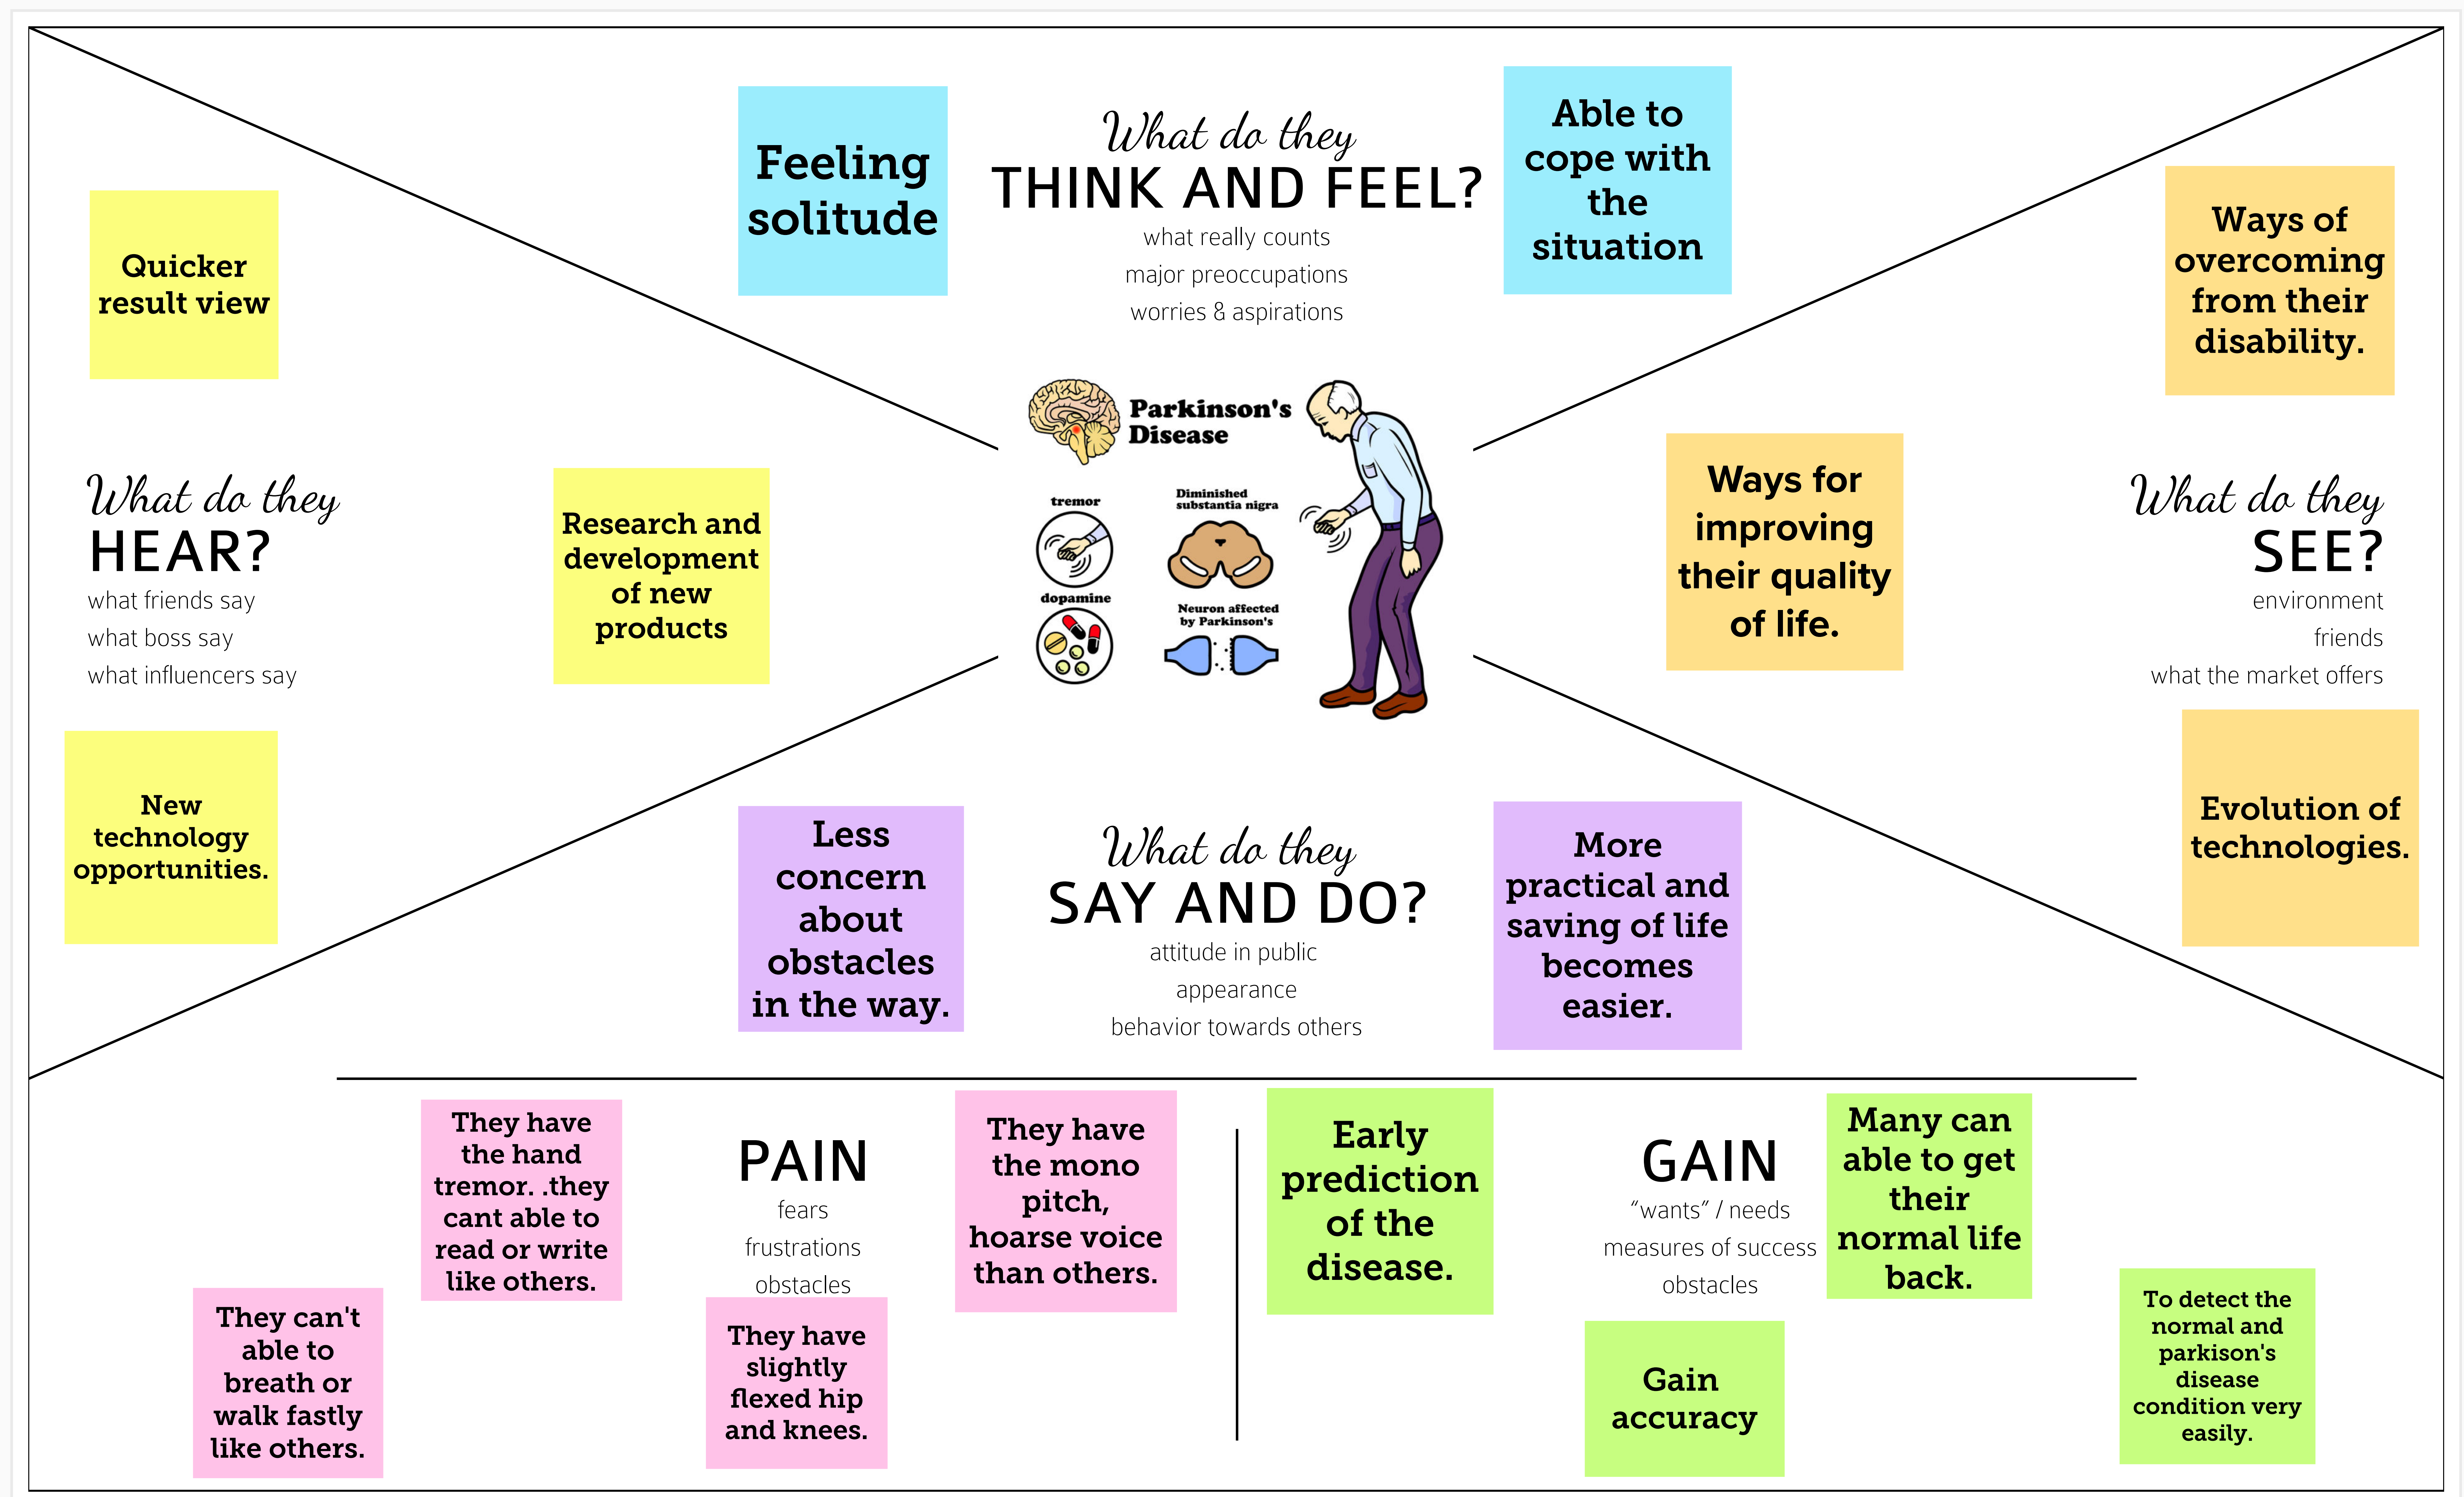 What do they
THINK AND FEEL?
what really counts
major preoccupations
worries & aspirations
Feeling
solitude
Able to
cope with
the
situation
Quicker
result view
What do they
HEAR?
what friends say
what boss say
what influencers say
Research and
development
of new
products
New
technology
opportunities.
Parkinson's
Disease
tremor
Diminished
substantia nigra
dopamine
Neuron affected
by Parkinson's
Ways of
overcoming
from their
disability.
Ways for
improving
their quality
of life.
What do they
SEE?
environment
friends
what the market offers
Evolution of
technologies.
Less
concern
about
obstacles
in the way.
What do they
SAY AND DO?
attitude in public
appearance
behavior towards others
More
practical and
saving of life
becomes
easier.
They have
the hand
tremor. .they
cant able to
read or write
like others.
PAIN
fears
frustrations
obstacles
They have
the mono
pitch,
hoarse voice
than others.
They can't
able to
breath or
walk fastly
like others.
They have
slightly
flexed hip
and knees.
Early
prediction
of the
disease.
GAIN
“wants” / needs
measures of success
obstacles
Many can
able to get
their
normal life
back.
Gain
accuracy
To detect the
normal and
parkison's
disease
condition very
easily.